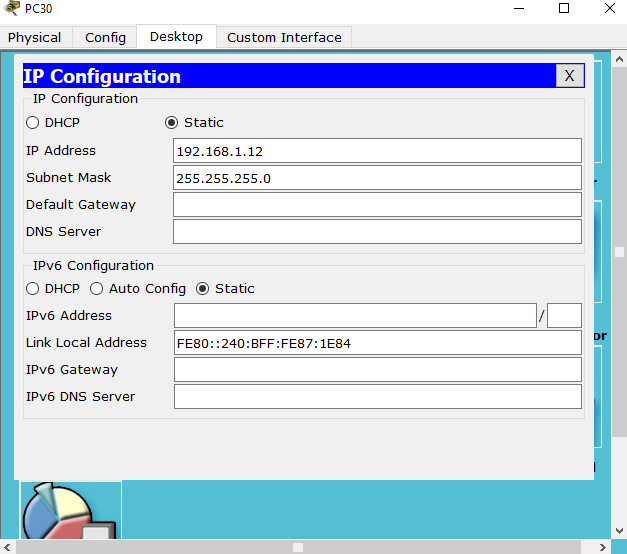 PC30
Physical Config Desktop Custom Interface
IP Configuration X
IP Configuration
DHCP Static
IP Address 192.168.1.12
Subnet Mask 255.255.255.0
Default Gateway
DNS Server
IPv6 Configuration
DHCP Auto Config Static
IPv6 Address /
Link Local Address FE80::240:BFF:FE87:1E84
IPv6 Gateway
IPv6 DNS Server
or